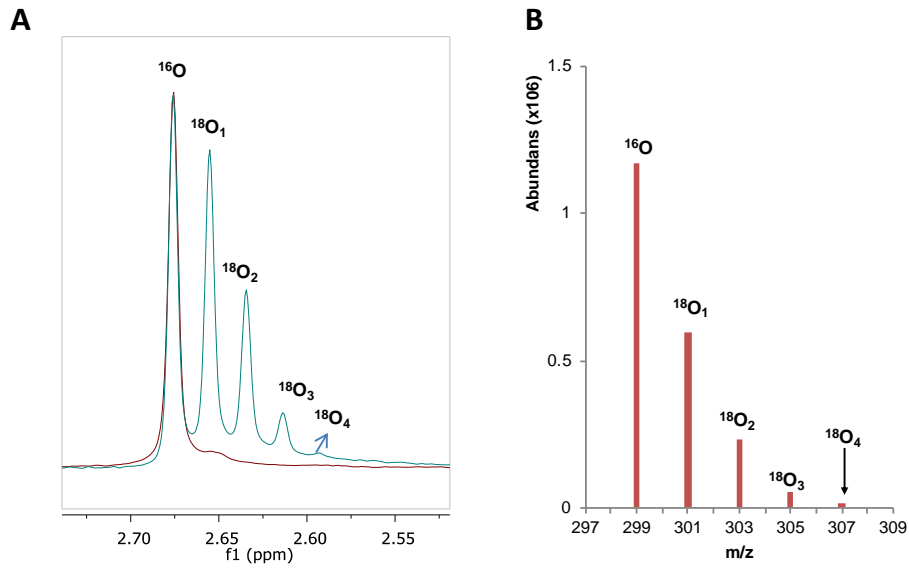 A
¹⁶O
¹⁸O₁
¹⁸O₂
¹⁸O₃
¹⁸O₄
2.70 2.65 2.60 2.55
f1 (ppm)
B
Abundans (x106)
1.5
1
0.5
0
¹⁶O
¹⁸O₁
¹⁸O₂
¹⁸O₃
¹⁸O₄
297 299 301 303 305 307 309
m/z